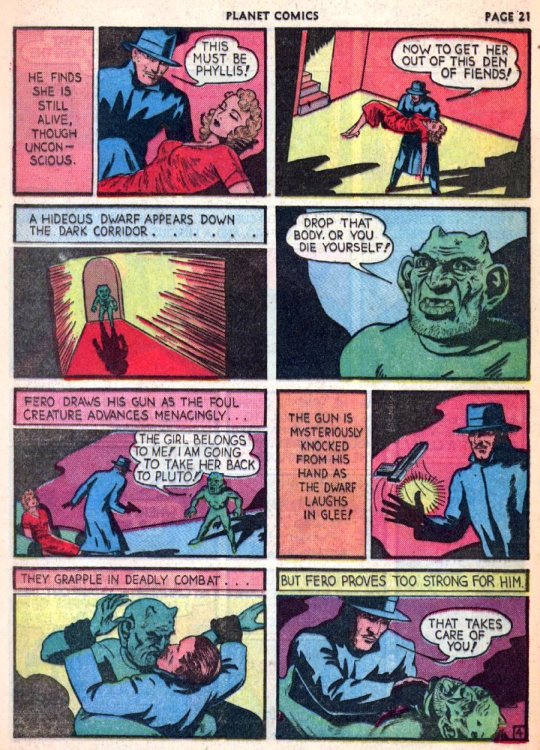 PLANET COMICS
PAGE 21
HE FINDS
SHE IS
STILL
ALIVE,
THOUGH
UNCON-
SCIOUS.
THIS
MUST BE
PHYLLIS!
NOW TO GET HER
OUT OF THIS DEN
OF FIENDS!
A HIDEOUS DWARF APPEARS DOWN
THE DARK CORRIDOR . . . . . .
DROP THAT
BODY, OR YOU
DIE YOURSELF!
FERO DRAWS HIS GUN AS THE FOUL
CREATURE ADVANCES MENACINGLY...
THE GIRL BELONGS
TO ME! I AM GOING
TO TAKE HER BACK
TO PLUTO!
THE GUN IS
MYSTERIOUSLY
KNOCKED
FROM HIS
HAND AS
THE DWARF
LAUGHS
IN GLEE!
THEY GRAPPLE IN DEADLY COMBAT...
BUT FERO PROVES TOO STRONG FOR HIM.
THAT TAKES
CARE OF
YOU!
4